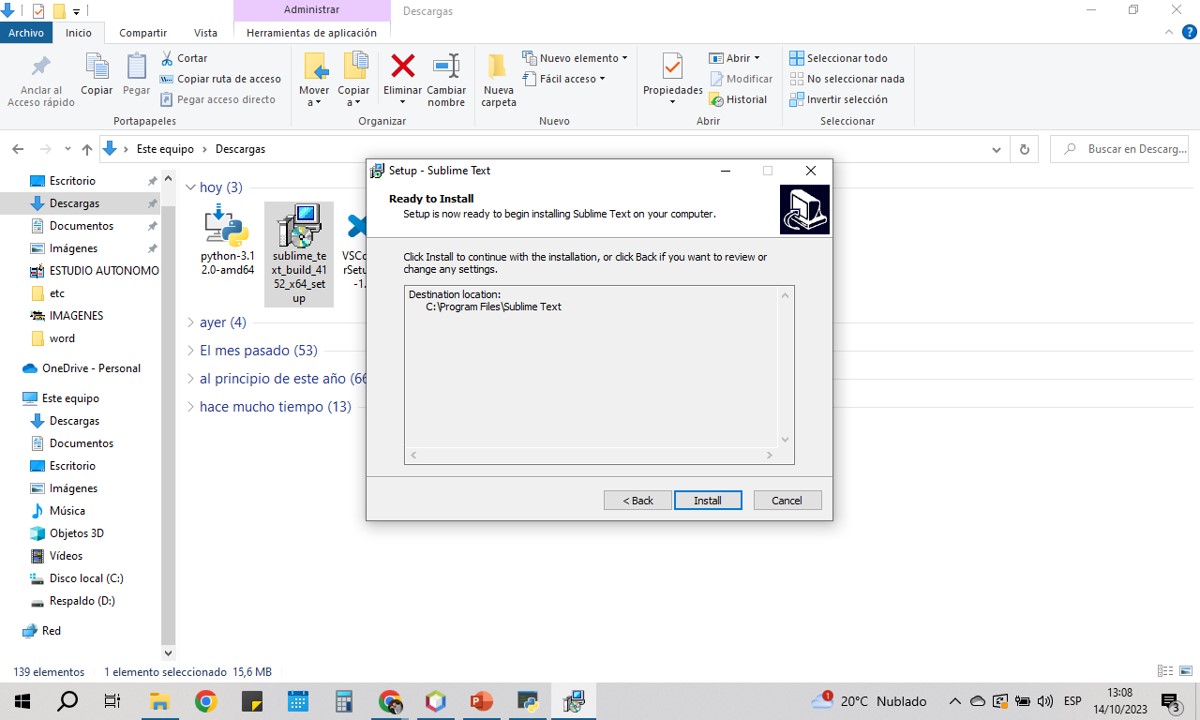 Administrar
Descargas
Archivo
Inicio
Compartir
Vista
Herramientas de aplicación
Anclar al
Acceso rápido
Copiar
Pegar
Cortar
Copiar ruta de acceso
Pegar acceso directo
Portapapeles
Mover
a
Copiar
a
Eliminar
Cambiar
nombre
Organizar
Nueva
carpeta
Nuevo elemento
Fácil acceso
Nuevo
Propiedades
Abrir
Modificar
Historial
Abrir
Seleccionar todo
No seleccionar nada
Invertir selección
Seleccionar
Este equipo
Descargas
Buscar en Descarg...
Escritorio
Descargas
Documentos
Imágenes
ESTUDIO AUTONOMO
etc
IMAGENES
word
OneDrive - Personal
Este equipo
Descargas
Documentos
Escritorio
Imágenes
Música
Objetos 3D
Vídeos
Disco local (C:)
Respaldo (D:)
Red
hoy (3)
python-3.1
2.0-amd64
sublime_te
xt_build_4
152_x64_set
up
VSCo
rSetu
-1.
ayer (4)
El mes pasado (53)
al principio de este año (66
hace mucho tiempo (13)
Setup - Sublime Text
Ready to Install
Setup is now ready to begin installing Sublime Text on your computer.
Click Install to continue with the installation, or click Back if you want to review or
change any settings.
Destination location:
C:\Program Files\Sublime Text
< Back
Install
Cancel
139 elementos
1 elemento seleccionado
15,6 MB
1
20°C
Nublado
ESP
13:08
14/10/2023
3